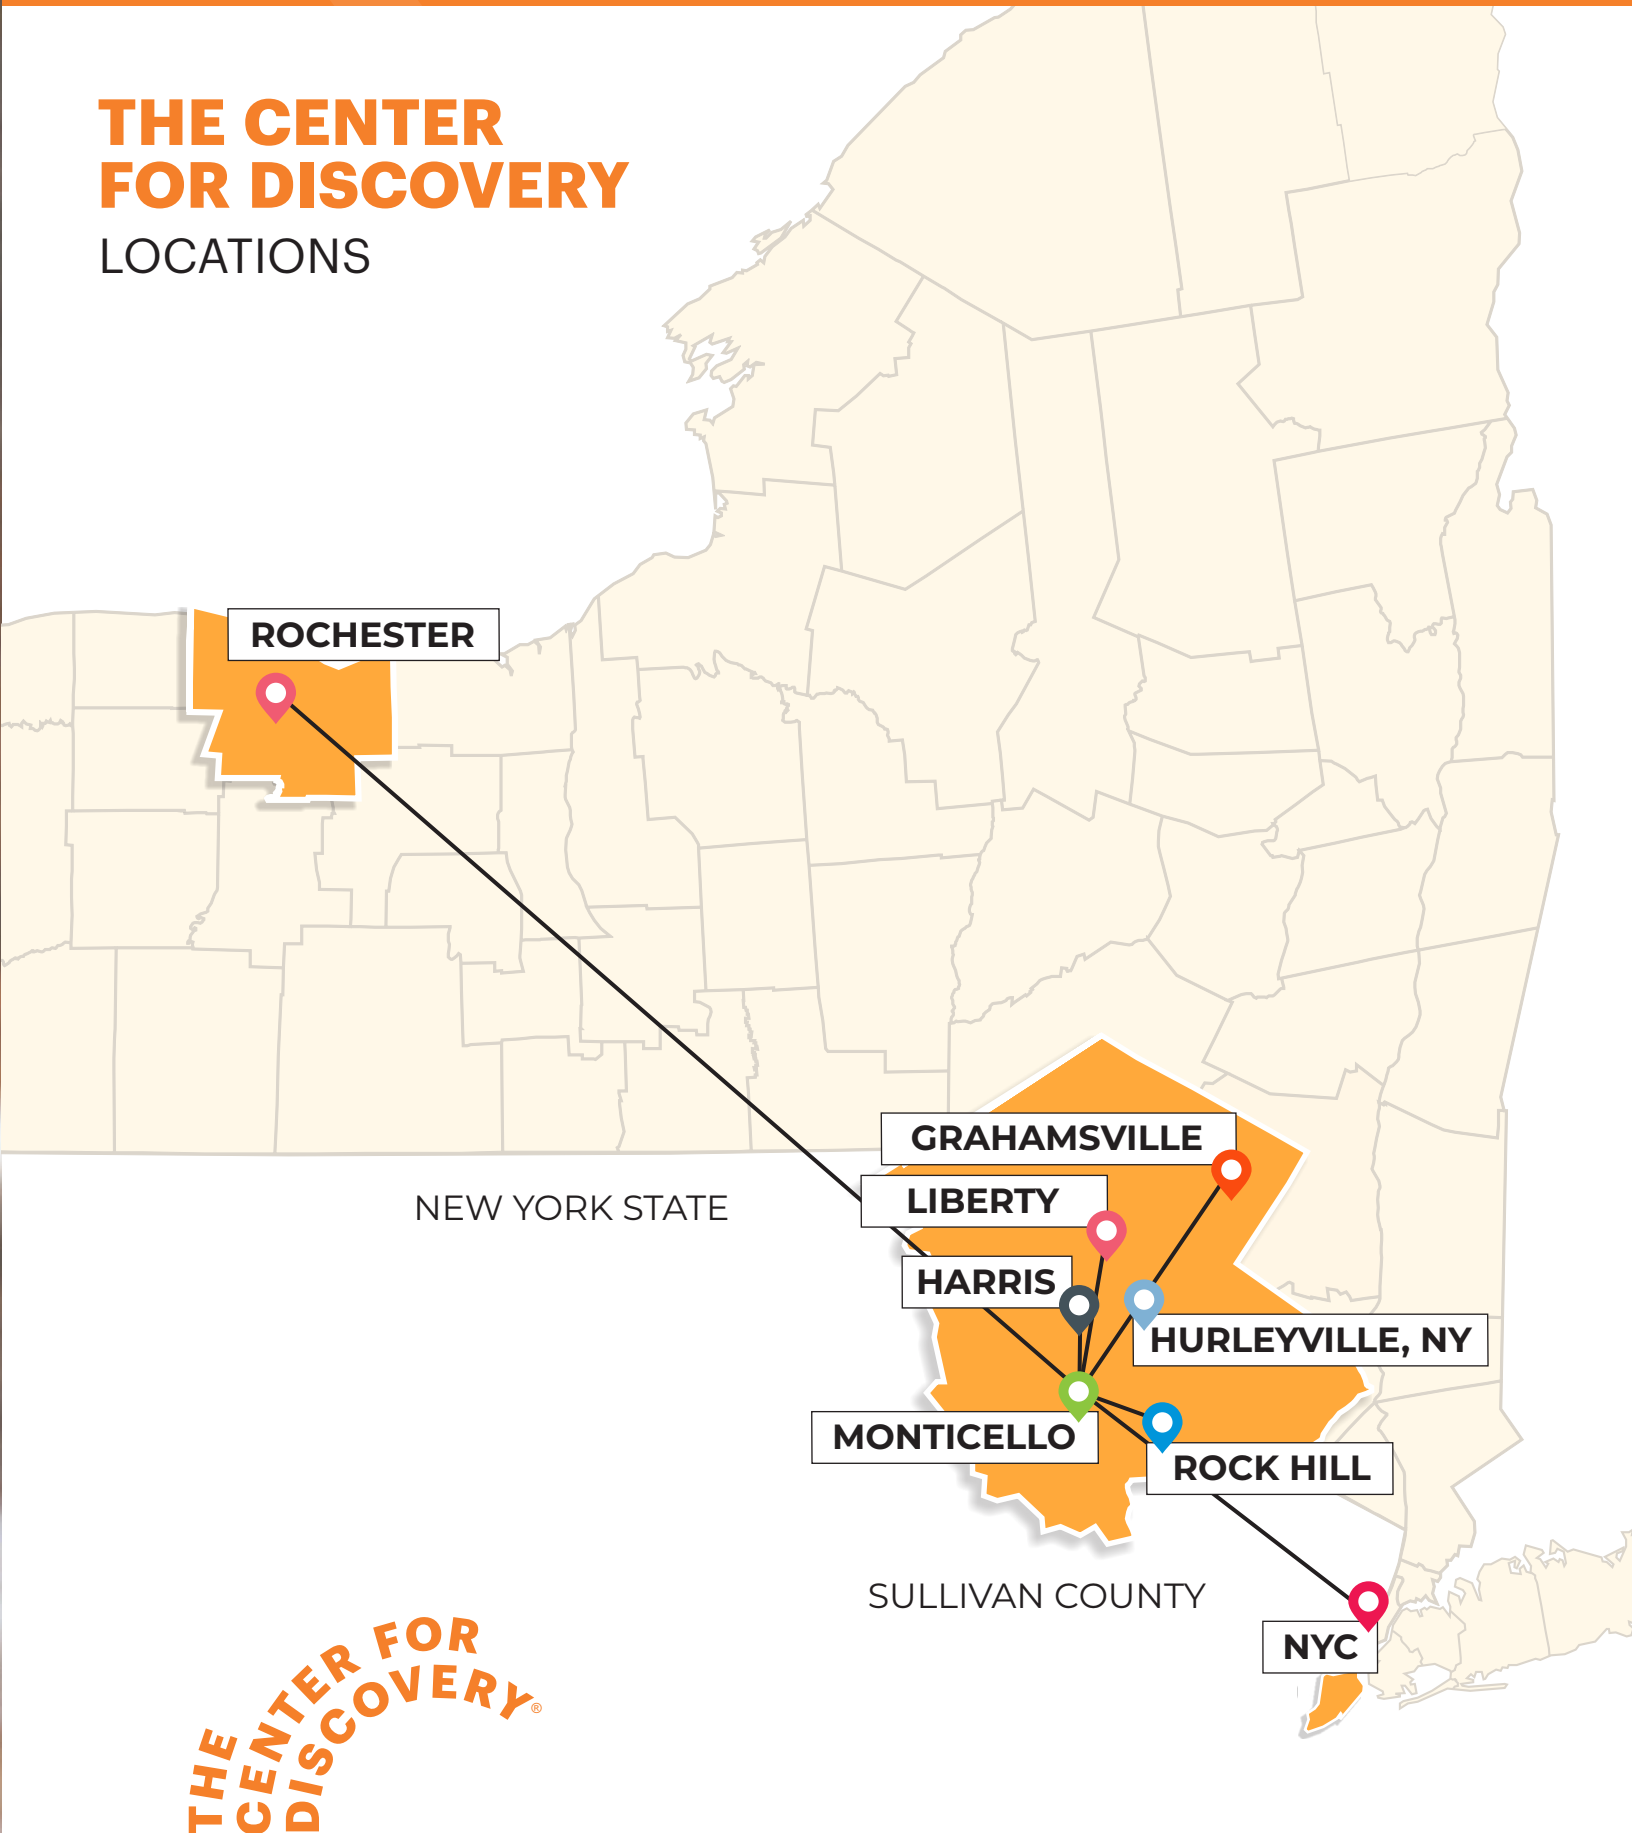 THE CENTER
FOR DISCOVERY
LOCATIONS
ROCHESTER
GRAHAMSVILLE
NEW YORK STATE
LIBERTY
HARRIS
HURLEYVILLE, NY
MONTICELLO
ROCK HILL
SULLIVAN COUNTY
NYC
THE
CENTER FOR
DISCOVERY®